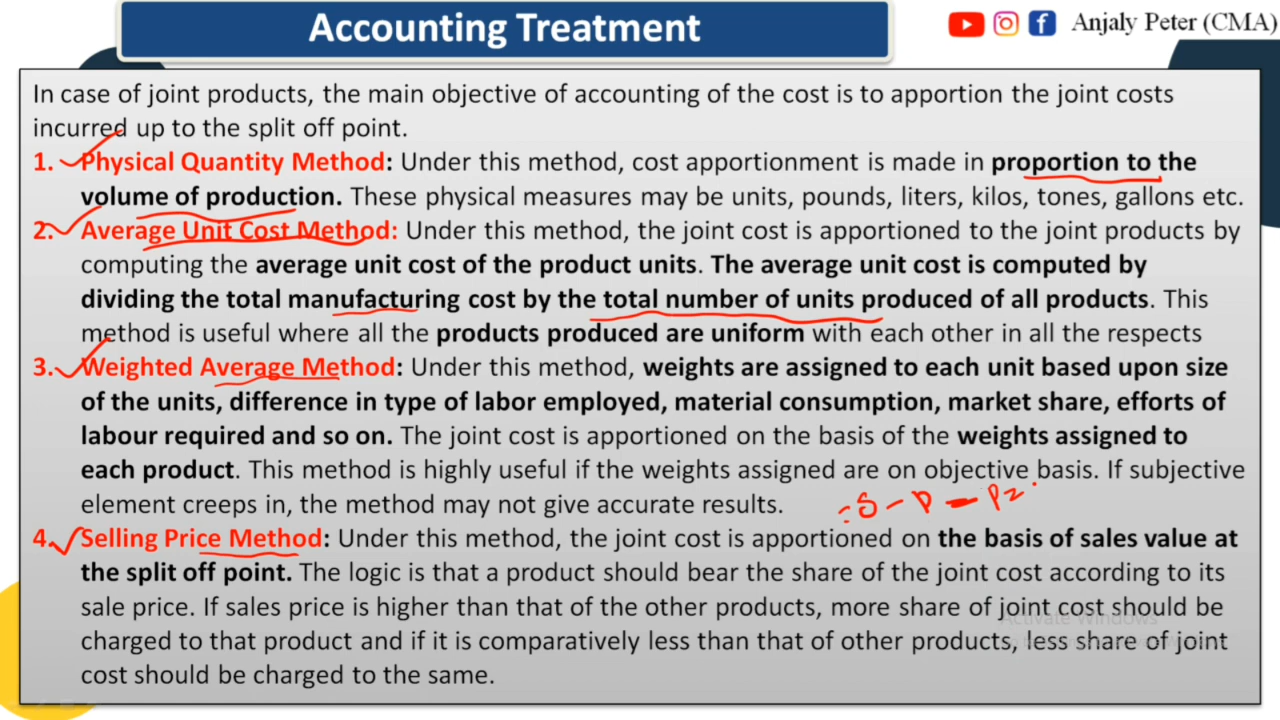 Accounting Treatment
Anjaly Peter (CMA)
In case of joint products, the main objective of accounting of the cost is to apportion the joint costs
incurred up to the split off point.
1. Physical Quantity Method: Under this method, cost apportionment is made in proportion to the
volume of production. These physical measures may be units, pounds, liters, kilos, tones, gallons etc.
2. Average Unit Cost Method: Under this method, the joint cost is apportioned to the joint products by
computing the average unit cost of the product units. The average unit cost is computed by
dividing the total manufacturing cost by the total number of units produced of all products. This
method is useful where all the products produced are uniform with each other in all the respects
3. Weighted Average Method: Under this method, weights are assigned to each unit based upon size
of the units, difference in type of labor employed, material consumption, market share, efforts of
labour required and so on. The joint cost is apportioned on the basis of the weights assigned to
each product. This method is highly useful if the weights assigned are on objective basis. If subjective
element creeps in, the method may not give accurate results.
4. Selling Price Method: Under this method, the joint cost is apportioned on the basis of sales value at
the split off point. The logic is that a product should bear the share of the joint cost according to its
sale price. If sales price is higher than that of the other products, more share of joint cost should be
Activate Windows
charged to that product and if it is comparatively less than that of other products, less share of joint
cost should be charged to the same.